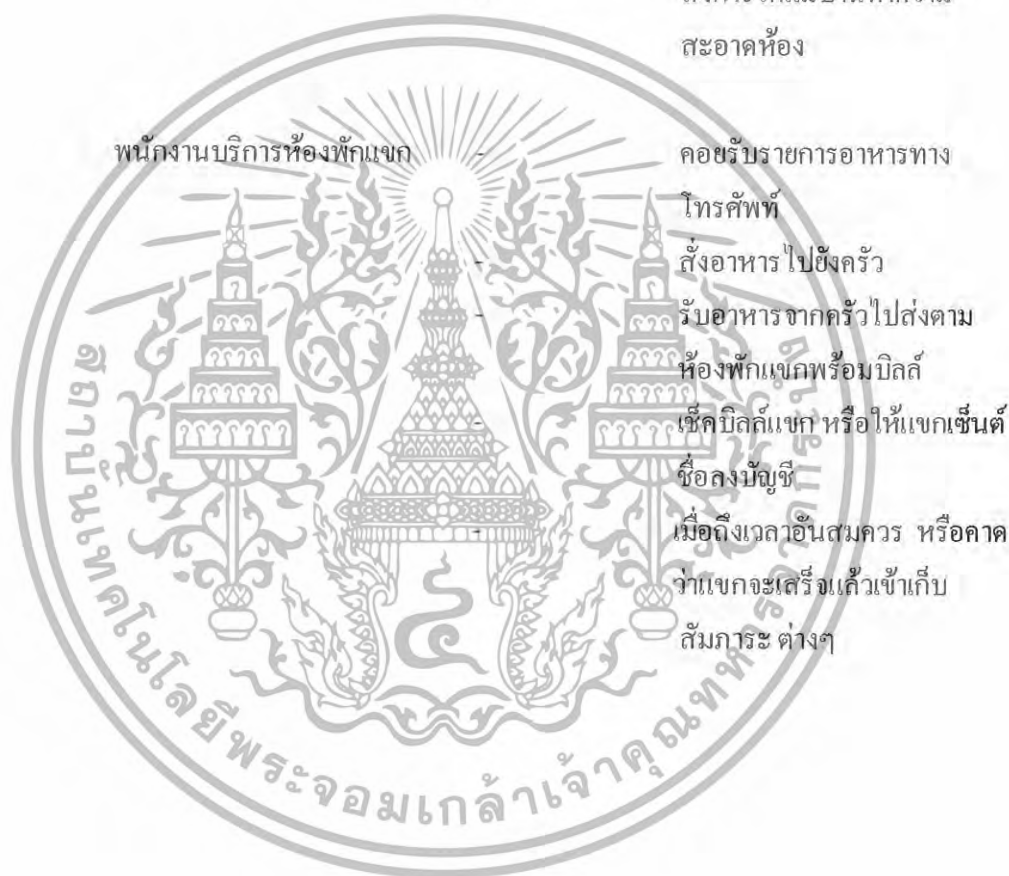 สะอาดห้อง
พนักงานบริการห้องพักแขก - คอยรับรายการอาหารทาง
โทรศัพท์
- สั่งอาหารไปยังครัว
- รับอาหารจากครัวไปส่งตาม
ห้องพักแขกพร้อมบิลล์
- เช็คบิลล์แขก หรือให้แขกเซ็นต์
ชื่อลงบัญชี
- เมื่อถึงเวลาอันสมควร หรือคาด
ว่าแขกจะเสร็จแล้วเข้าเก็บ
สัมภาระ ต่างๆ
สถาบันเทคโนโลยีพระจอมเกล้าเจ้าคุณทหารลาดกระบัง